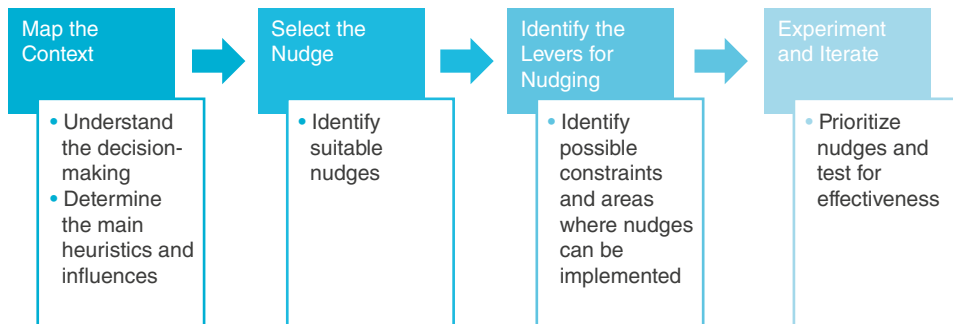 Map the
Context
• Understand
the decision-
making
• Determine
the main
heuristics and
influences
Select the
Nudge
• Identify
suitable
nudges
Identify the
Levers for
Nudging
• Identify
possible
constraints
and areas
where nudges
can be
implemented
Experiment
and Iterate
• Prioritize
nudges and
test for
effectiveness